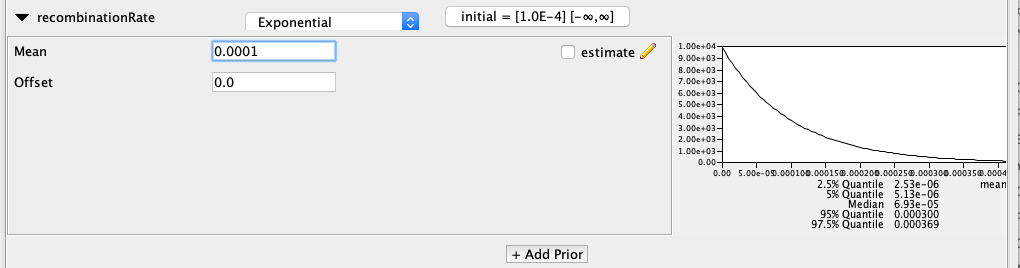 recombinationRate
Exponential
initial = [1.0E-4] [-∞,∞]
Mean
0.0001
estimate
Offset
0.0
1.00e+04
9.00e+03
8.00e+03
7.00e+03
6.00e+03
5.00e+03
4.00e+03
3.00e+03
2.00e+03
1.00e+03
0.00
0.00 5.00e-05 0.000100 0.000150 0.000200 0.000250 0.000300 0.000350 0.0004
2.5% Quantile 2.53e-06 mean
5% Quantile 5.13e-06
Median 6.93e-05
95% Quantile 0.000300
97.5% Quantile 0.000369
+ Add Prior